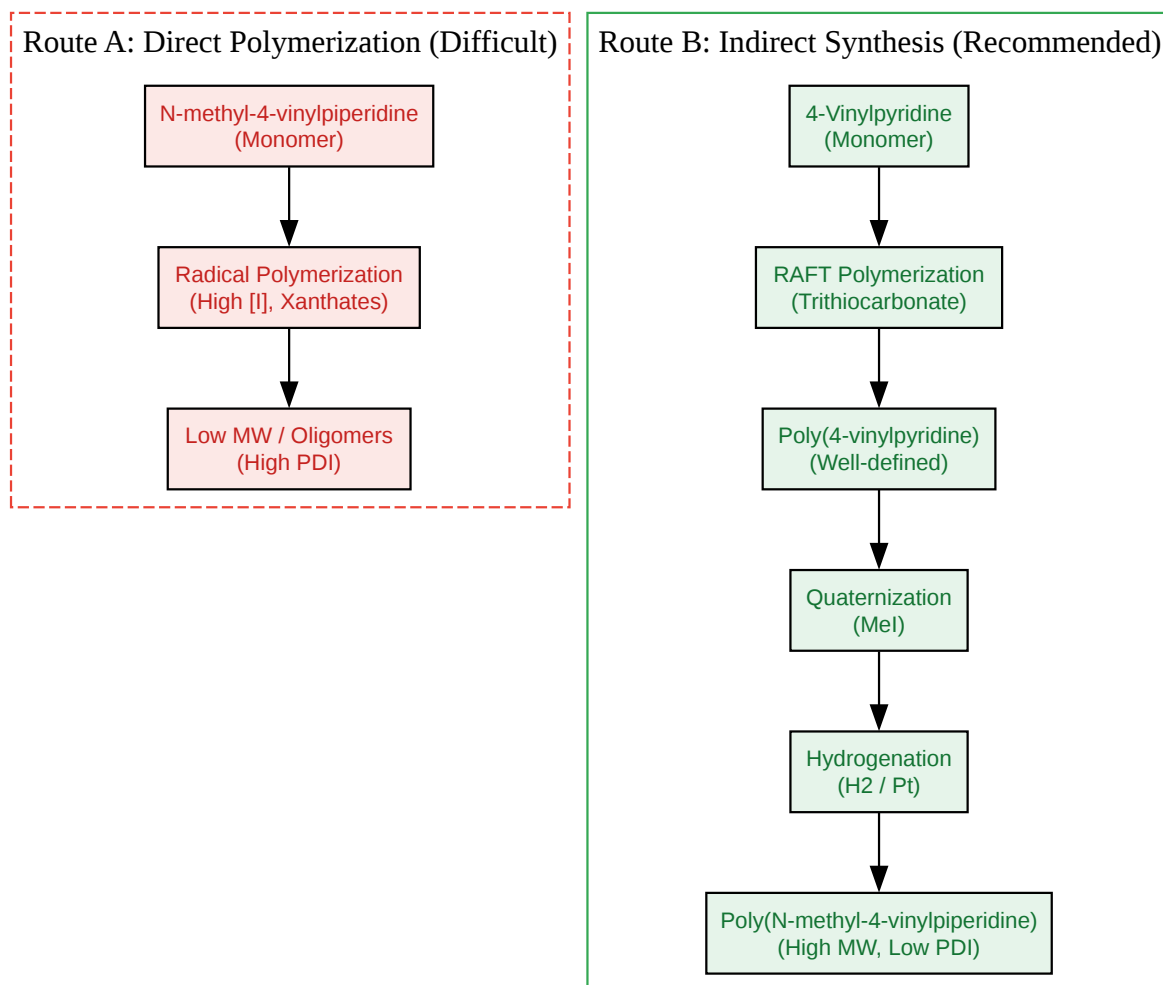 Route A: Direct Polymerization (Difficult)
N-methyl-4-vinylpiperidine
(Monomer)
Radical Polymerization
(High [I], Xanthates)
Low MW / Oligomers
(High PDI)
Route B: Indirect Synthesis (Recommended)
4-Vinylpyridine
(Monomer)
RAFT Polymerization
(Trithiocarbonate)
Poly(4-vinylpyridine)
(Well-defined)
Quaternization
(MeI)
Hydrogenation
(H2 / Pt)
Poly(N-methyl-4-vinylpiperidine)
(High MW, Low PDI)